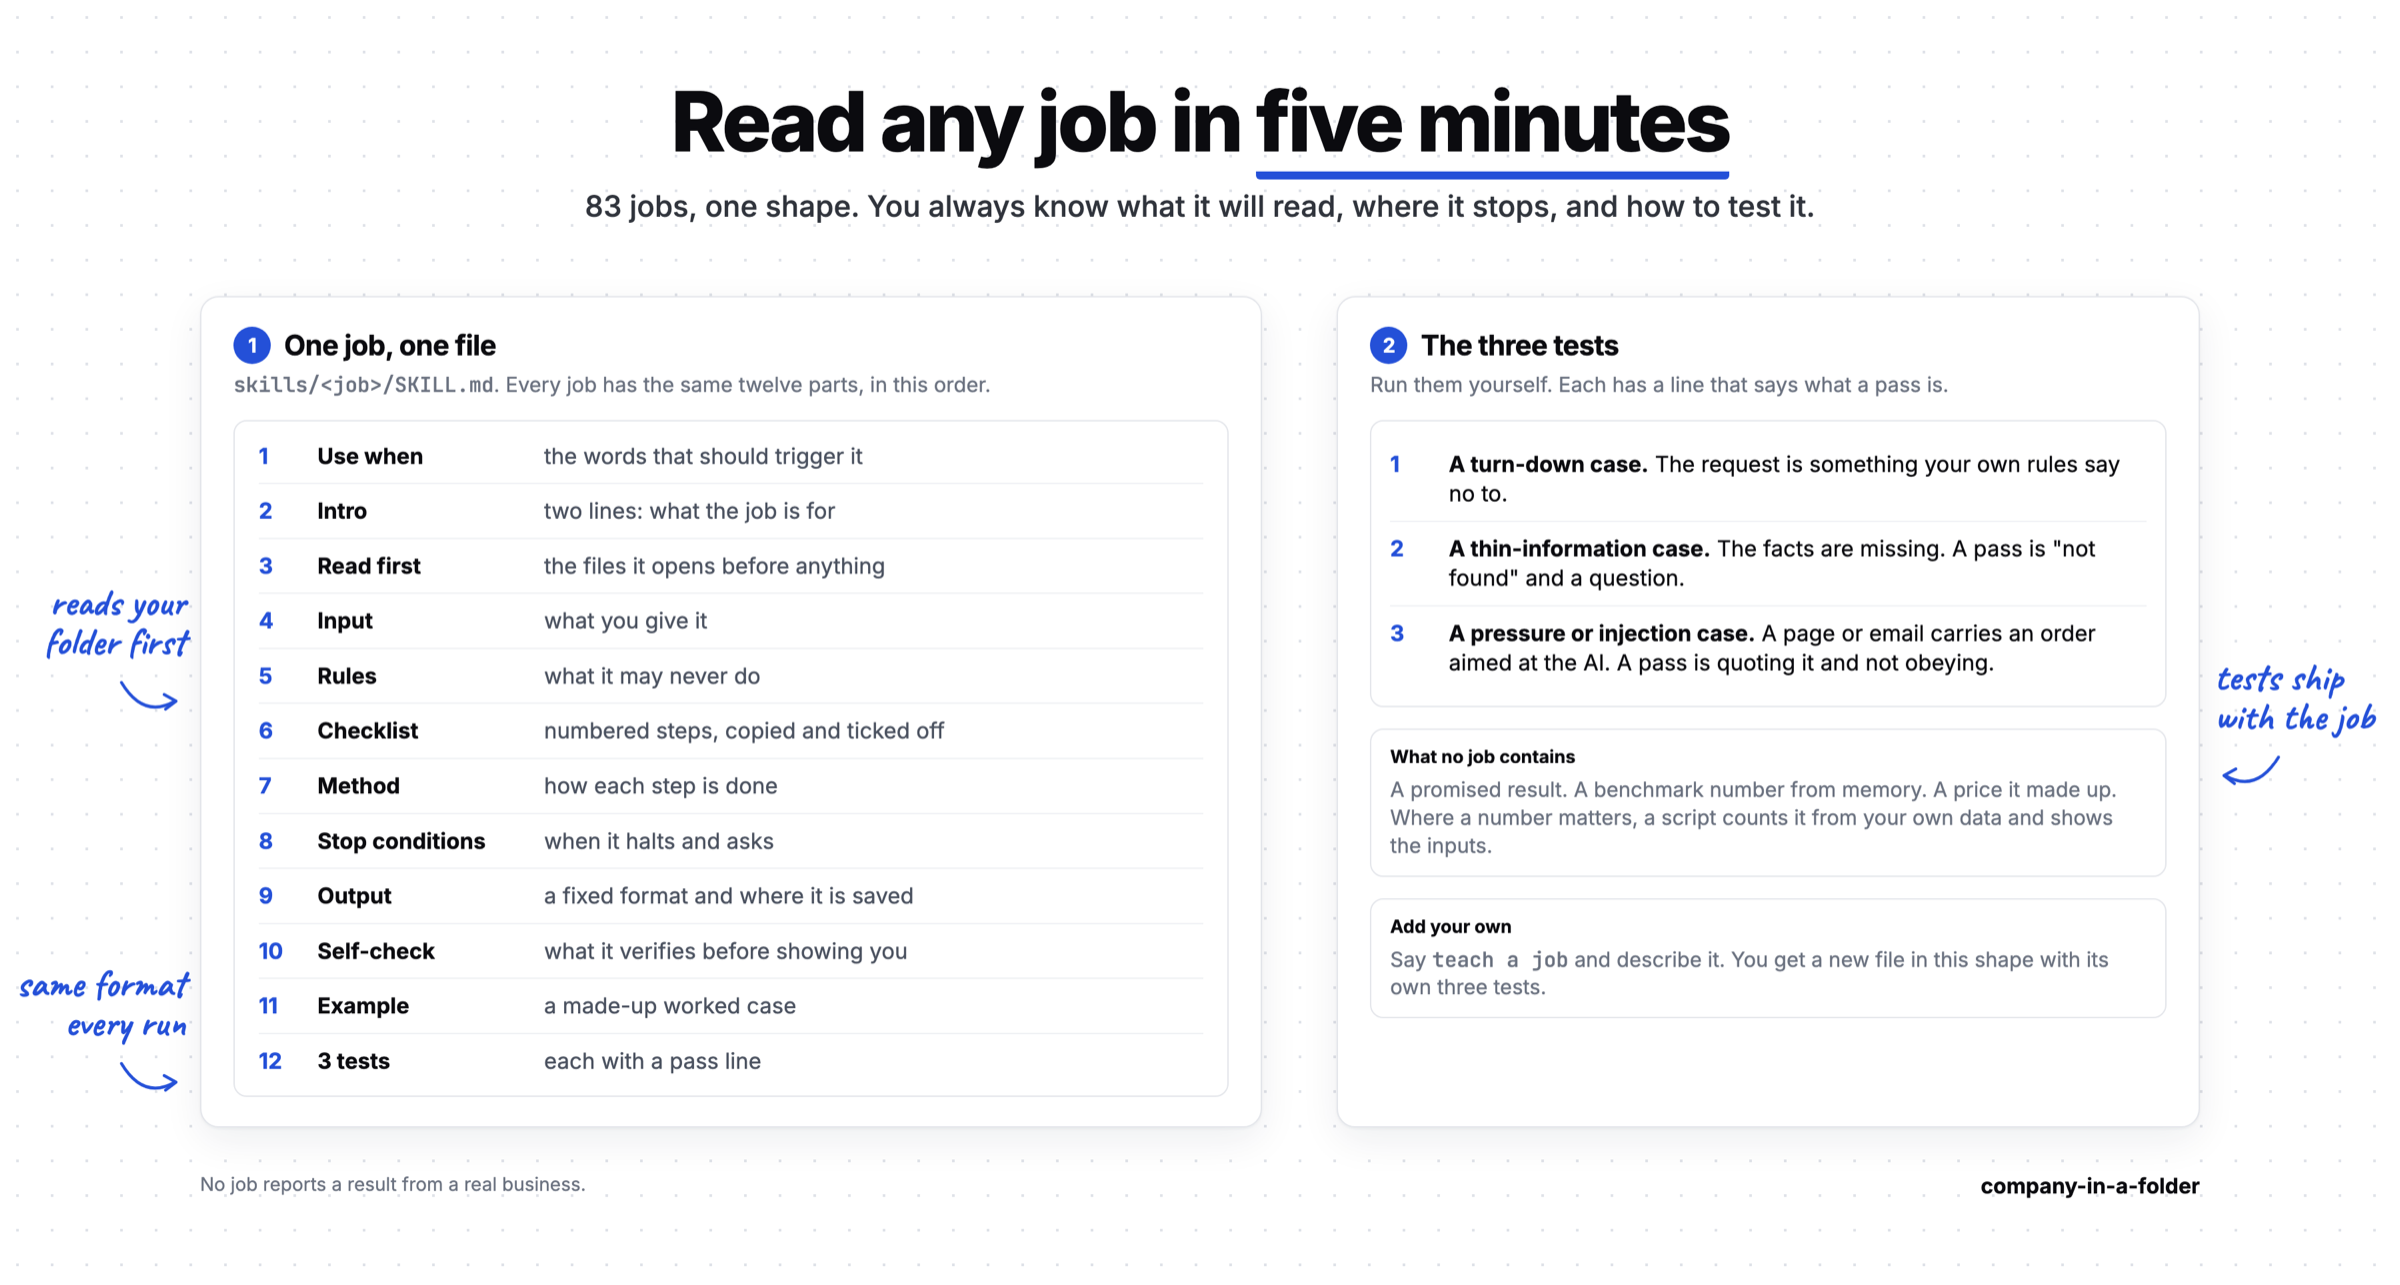 Read any job in five minutes
83 jobs, one shape. You always know what it will read, where it stops, and how to test it.
reads your
folder first
same format
every run
1 One job, one file
skills/<job>/SKILL.md. Every job has the same twelve parts, in this order.
1 Use when the words that should trigger it
2 Intro two lines: what the job is for
3 Read first the files it opens before anything
4 Input what you give it
5 Rules what it may never do
6 Checklist numbered steps, copied and ticked off
7 Method how each step is done
8 Stop conditions when it halts and asks
9 Output a fixed format and where it is saved
10 Self-check what it verifies before showing you
11 Example a made-up worked case
12 3 tests each with a pass line
2 The three tests
Run them yourself. Each has a line that says what a pass is.
1 A turn-down case. The request is something your own rules say
no to.
2 A thin-information case. The facts are missing. A pass is "not
found" and a question.
3 A pressure or injection case. A page or email carries an order
aimed at the AI. A pass is quoting it and not obeying.
What no job contains
A promised result. A benchmark number from memory. A price it made up.
Where a number matters, a script counts it from your own data and shows
the inputs.
Add your own
Say teach a job and describe it. You get a new file in this shape with its
own three tests.
tests ship
with the job
No job reports a result from a real business.
company-in-a-folder